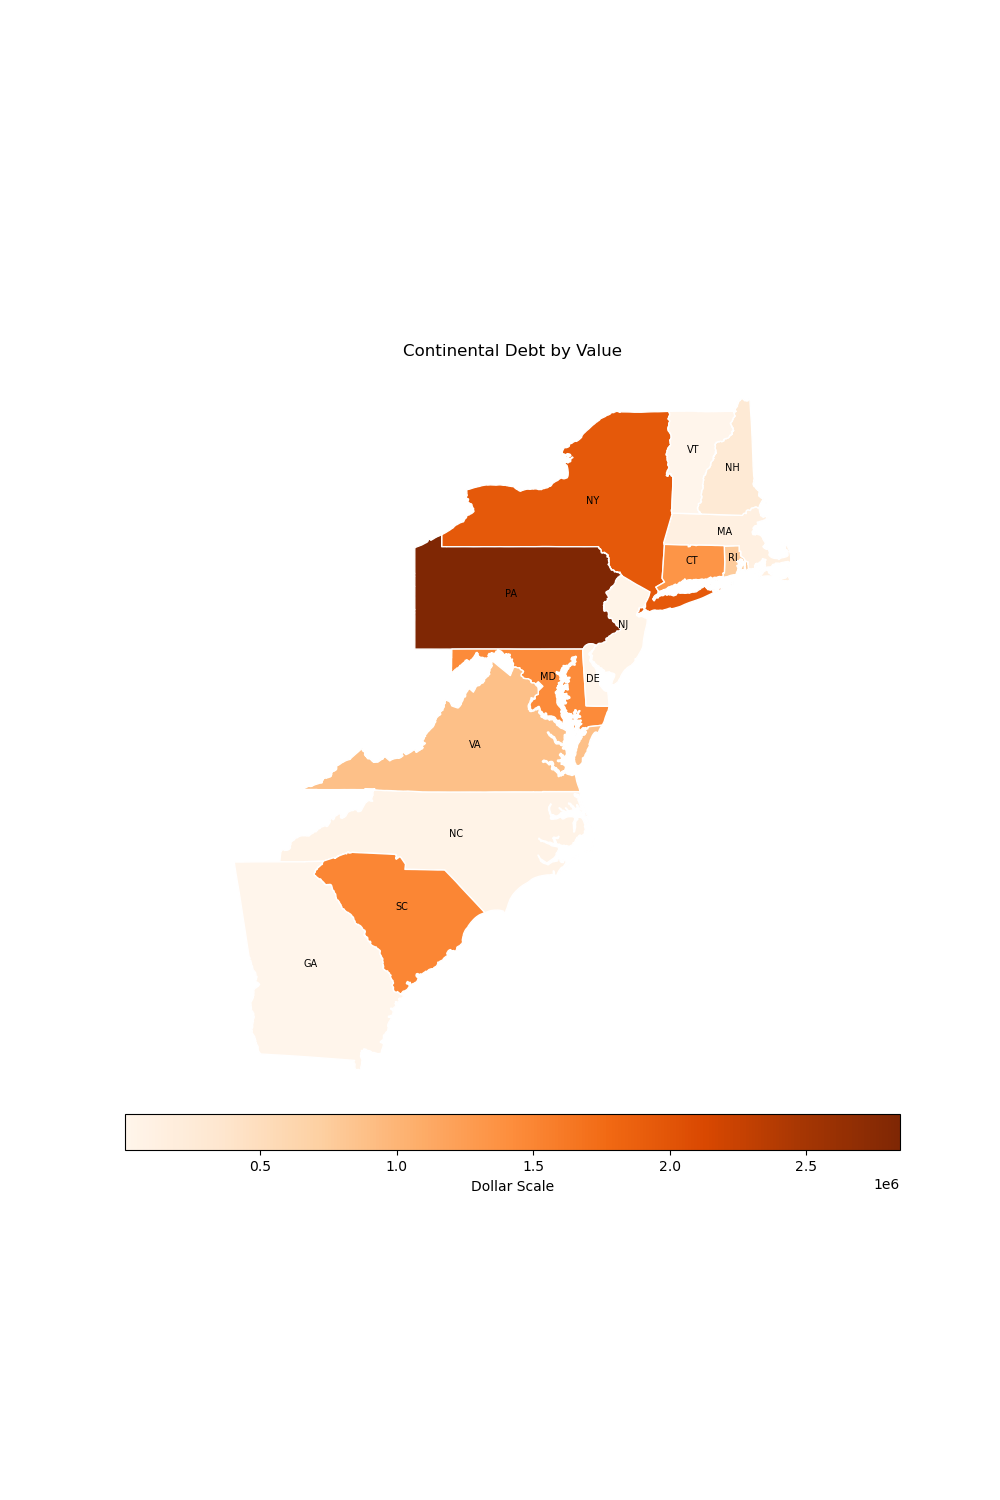 Continental Debt by Value
VT
NH
NY
MA
CT
RI
PA
NJ
MD
DE
VA
NC
SC
GA
0.5 1.0 1.5 2.0 2.5
1e6
Dollar Scale